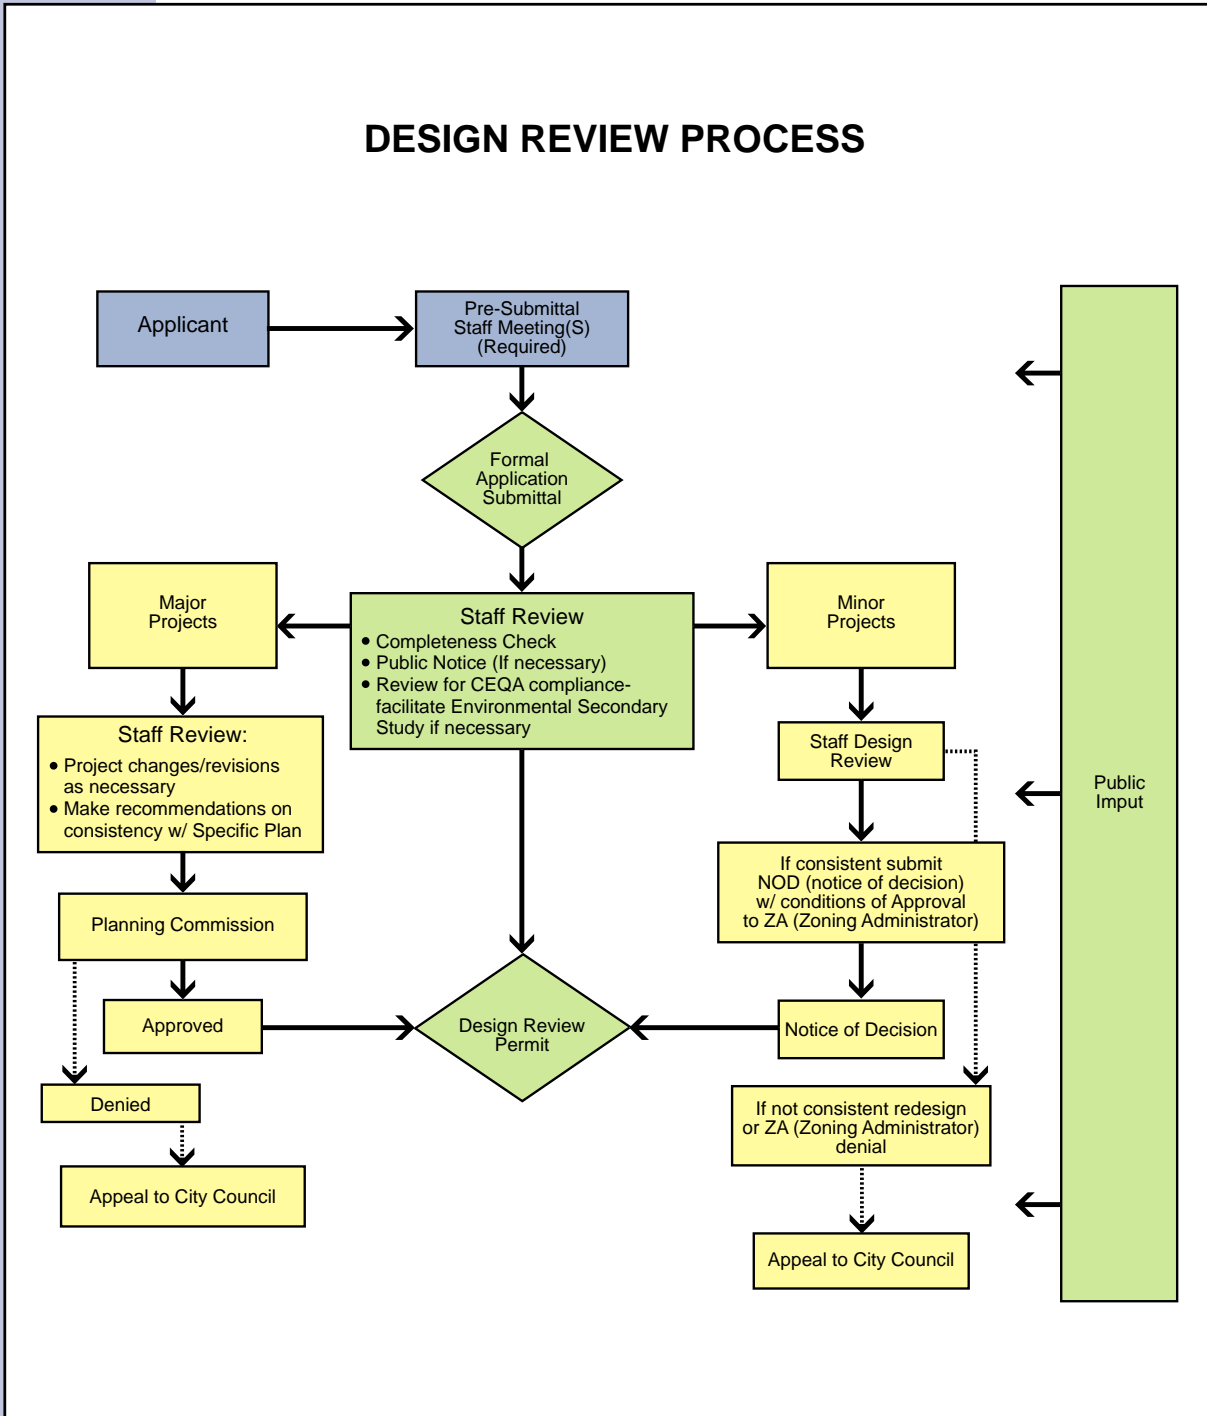 DESIGN REVIEW PROCESS
Applicant
Pre-Submittal
Staff Meeting(S)
(Required)
Formal
Application
Submittal
Major
Projects
Staff Review
• Completeness Check
• Public Notice (If necessary)
• Review for CEQA compliance-
facilitate Environmental Secondary
Study if necessary
Minor
Projects
Staff Review:
• Project changes/revisions
as necessary
• Make recommendations on
consistency w/ Specific Plan
Staff Design
Review
Public
Imput
If consistent submit
NOD (notice of decision)
w/ conditions of Approval
to ZA (Zoning Administrator)
Planning Commission
Approved
Design Review
Permit
Notice of Decision
Denied
If not consistent redesign
or ZA (Zoning Administrator)
denial
Appeal to City Council
Appeal to City Council